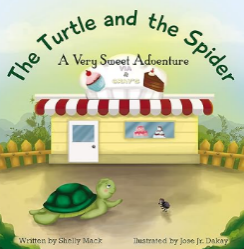 The Turtle and the Spider
A Very Sweet Adventure
Written by Shelly Mack
Illustrated by Jose Jr. Dakay